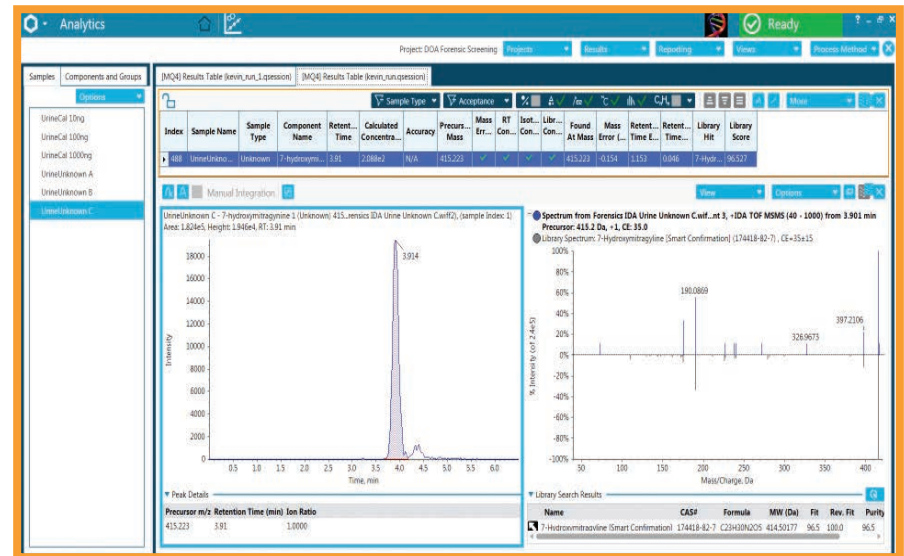 Analytics
Ready
Project: DOA Forensic Screening Projects Results Reporting Views Process Method
Samples Components and Groups
Options
UrineCal 10ng
UrineCal 100ng
UrineCal 1000ng
UrineUnknown A
UrineUnknown B
UrineUnknown C
[MQ4] Results Table (kevin_run_1.qsession) [MQ4] Results Table (kevin_run.qsession)
Sample Type Acceptance More
Index Sample Name Sample Type Component Name Retent... Time Calculated Concentra... Accuracy Precurs... Mass Mass Err... RT Con... Isot... Con... Libr... Con... Found At Mass Mass Error (... Retent... Time E... Retent... Time... Library Hit Library Score
488 UrineUnkno... Unknown 7-hydroxymi... 3.91 2.088e2 N/A 415.223 415.223 -0.154 1.153 0.046 7-Hydr... 96.527
Manual Integration View Options
UrineUnknown C - 7-hydroxymitragynine 1 (Unknown) 415...rensics IDA Urine Unknown C.wiff2), (sample Index: 1)
Area: 1.824e5, Height: 1.946e4, RT: 3.91 min
3.914
18000
16000
14000
12000
10000
8000
6000
4000
2000
0
Intensity
0.5 1.0 1.5 2.0 2.5 3.0 3.5 4.0 4.5 5.0 5.5 6.0
Time, min
Peak Details
Precursor m/z Retention Time (min) Ion Ratio
415.223 3.91 1.0000
Spectrum from Forensics IDA Urine Unknown C.wif...nt 3, +IDA TOF MSMS (40 - 1000) from 3.901 min
Precursor: 415.2 Da, +1, CE: 35.0
Library Spectrum: 7-Hydroxymitragyline [Smart Confirmation] (174418-82-7) , CE=35±15
100%
80%
60%
40%
20%
0%
-20%
-40%
-60%
-80%
-100%
% Intensity (of 2.4e5)
190.0869
326.9673
397.2106
50 100 150 200 250 300 350 400
Mass/Charge, Da
Library Search Results
Name CAS# Formula MW (Da) Fit Rev. Fit Purity
7-Hydroxymitragyline [Smart Confirmation] 174418-82-7 C23H30N2O5 414.50177 96.5 100.0 96.5